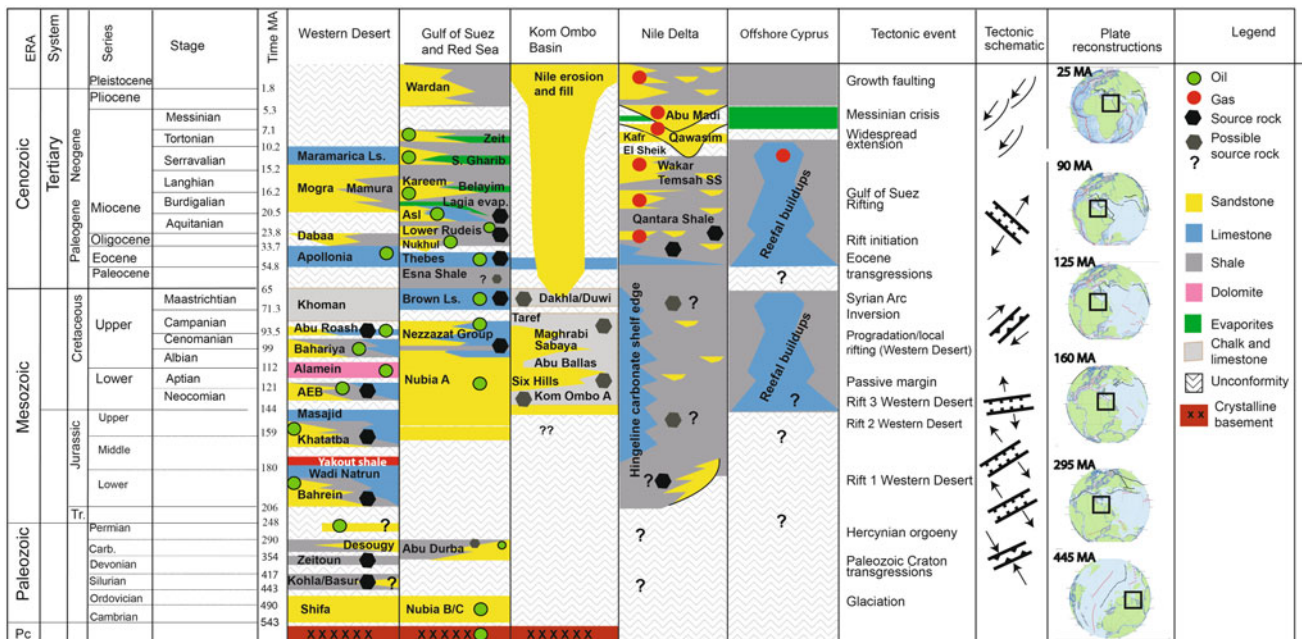 ERA
System
Series
Stage
Time MA
Western Desert
Gulf of Suez
and Red Sea
Kom Ombo
Basin
Nile Delta
Offshore Cyprus
Tectonic event
Tectonic
schematic
Plate
reconstructions
Legend
Cenozoic
Mesozoic
Paleozoic
Pc
Tertiary
Neogene
Paleogene
Cretaceous
Jurassic
Tr.
Pleistocene
Pliocene
Miocene
Oligocene
Eocene
Paleocene
Upper
Lower
Upper
Middle
Lower
Permian
Carb.
Devonian
Silurian
Ordovician
Cambrian
Messinian
Tortonian
Serravalian
Langhian
Burdigalian
Aquitanian
Maastrichtian
Campanian
Cenomanian
Albian
Aptian
Neocomian
1.8
5.3
7.1
10.2
15.2
16.2
20.5
23.8
33.7
54.8
65
71.3
93.5
99
112
121
144
159
180
206
248
290
354
417
443
490
543
Maramarica Ls.
Mogra
Mamura
Dabaa
Apollonia
Khoman
Abu Roash
Bahariya
Alamein
AEB
Masajid
Khatatba
Yakout shale
Wadi Natrun
Bahrein
?
Desougy
Zeitoun
Kohla/Basur
?
Shifa
X X X X X X
Wardan
Zeit
S. Gharib
Kareem
Belayim
Lagia evap.
Asl
Lower Rudeis
Nukhul
Thebes
Esna Shale
?
Brown Ls.
Nezzazat Group
Nubia A
Abu Durba
Nubia B/C
X X X X X
Nile erosion
and fill
Dakhla/Duwi
Taref
Maghrabi
Sabaya
Abu Ballas
Six Hills
Kom Ombo A
??
X X X X X X
Abu Madi
Kafr
Qawasim
El Sheik
Wakar
Temsah SS
Qantara Shale
Hingeline carbonate shelf edge
?
?
?
?
?
Reefal buildups
?
Reefal buildups
?
?
?
Growth faulting
Messinian crisis
Widespread
extension
Gulf of Suez
Rifting
Rift initiation
Eocene
transgressions
Syrian Arc
Inversion
Progradation/local
rifting (Western Desert)
Passive margin
Rift 3 Western Desert
Rift 2 Western Desert
Rift 1 Western Desert
Hercynian orgoeny
Paleozoic Craton
transgressions
Glaciation
25 MA
90 MA
125 MA
160 MA
295 MA
445 MA
Oil
Gas
Source rock
Possible
source rock
?
Sandstone
Limestone
Shale
Dolomite
Evaporites
Chalk and
limestone
Unconformity
X X
Crystalline
basement